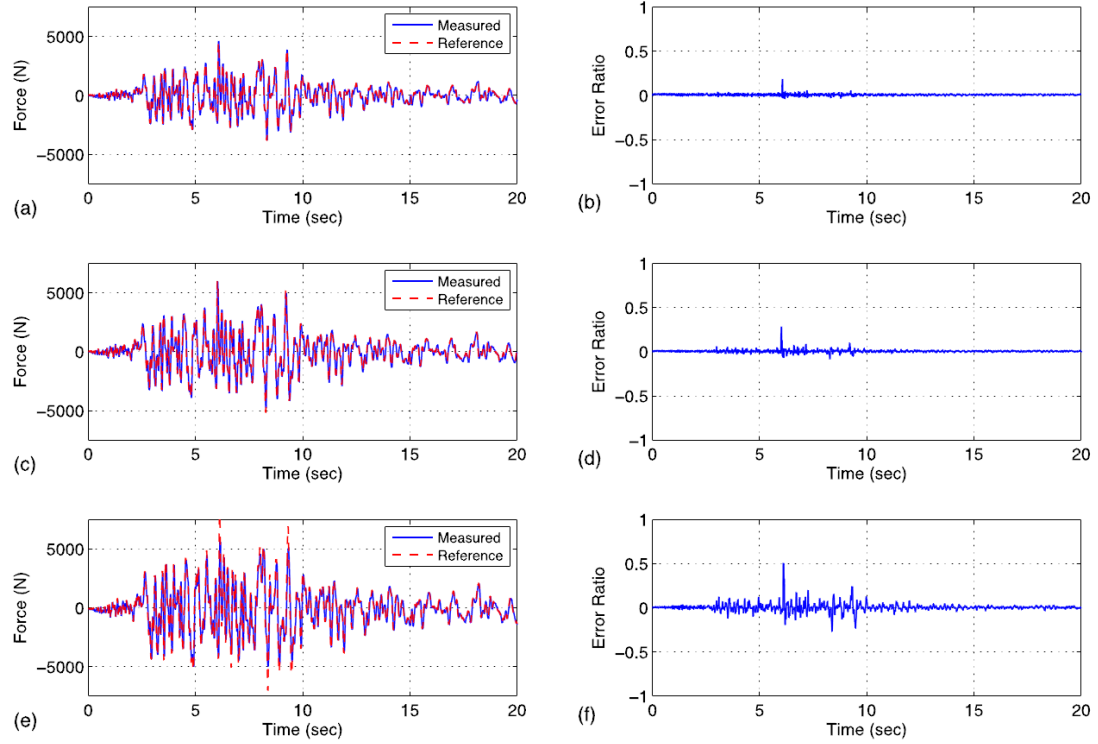 5000
0
−5000
Force (N)
Measured
Reference
0
5
10
15
20
Time (sec)
(a)
1
0.5
0
−0.5
−1
Error Ratio
0
5
10
15
20
Time (sec)
(b)
5000
0
−5000
Force (N)
Measured
Reference
0
5
10
15
20
Time (sec)
(c)
1
0.5
0
−0.5
−1
Error Ratio
0
5
10
15
20
Time (sec)
(d)
5000
0
−5000
Force (N)
Measured
Reference
0
5
10
15
20
Time (sec)
(e)
1
0.5
0
−0.5
−1
Error Ratio
0
5
10
15
20
Time (sec)
(f)